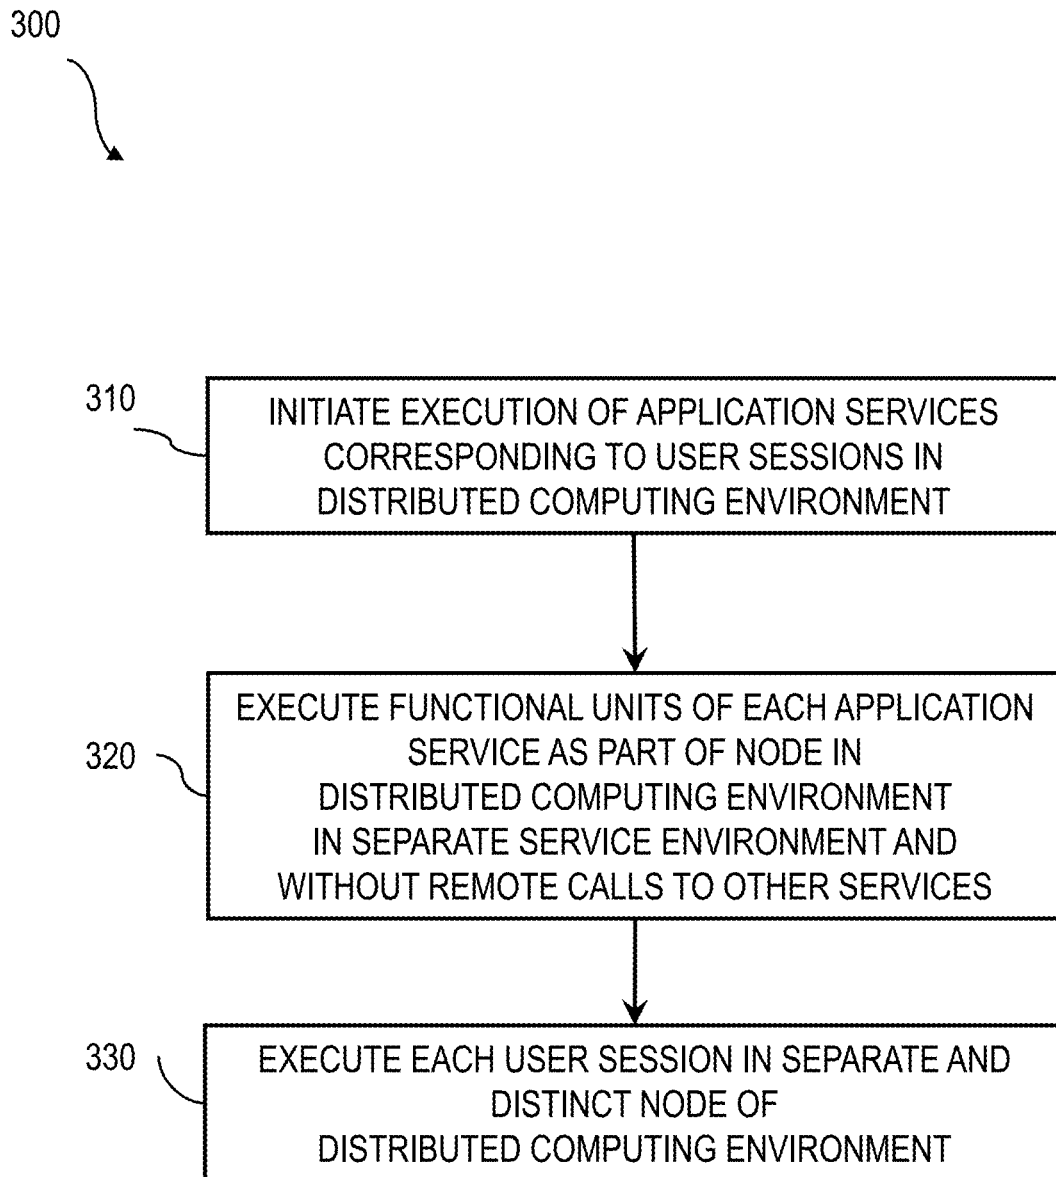 300
310
INITIATE EXECUTION OF APPLICATION SERVICES
CORRESPONDING TO USER SESSIONS IN
DISTRIBUTED COMPUTING ENVIRONMENT
320
EXECUTE FUNCTIONAL UNITS OF EACH APPLICATION
SERVICE AS PART OF NODE IN
DISTRIBUTED COMPUTING ENVIRONMENT
IN SEPARATE SERVICE ENVIRONMENT AND
WITHOUT REMOTE CALLS TO OTHER SERVICES
330
EXECUTE EACH USER SESSION IN SEPARATE AND
DISTINCT NODE OF
DISTRIBUTED COMPUTING ENVIRONMENT